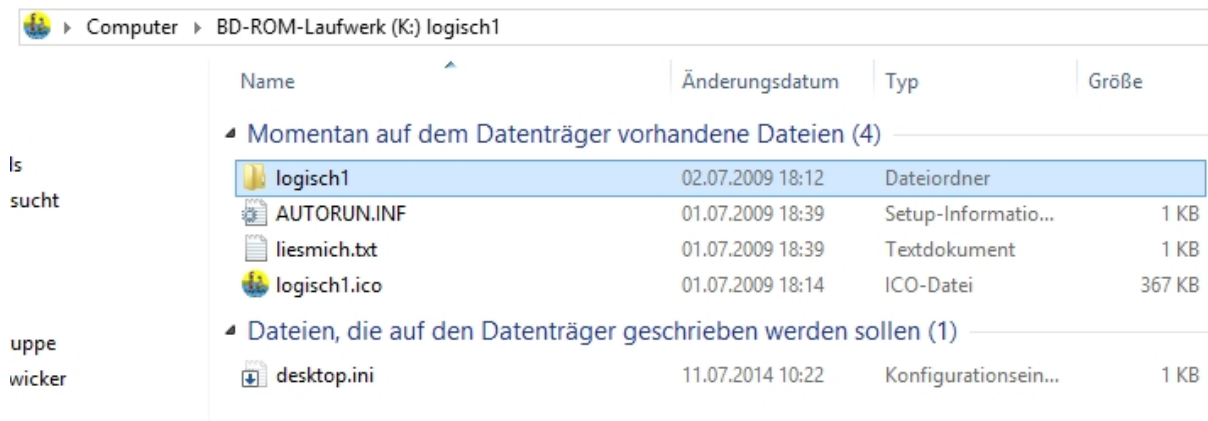 Computer BD-ROM-Laufwerk (K:) logisch1
Name Änderungsdatum Typ Größe
Momentan auf dem Datenträger vorhandene Dateien (4)
ls
logisch1 02.07.2009 18:12 Dateiordner
sucht
AUTORUN.INF 01.07.2009 18:39 Setup-Informatio... 1 KB
liesmich.txt 01.07.2009 18:39 Textdokument 1 KB
logisch1.ico 01.07.2009 18:14 ICO-Datei 367 KB
Dateien, die auf den Datenträger geschrieben werden sollen (1)
uppe
wicker
desktop.ini 11.07.2014 10:22 Konfigurationsein... 1 KB